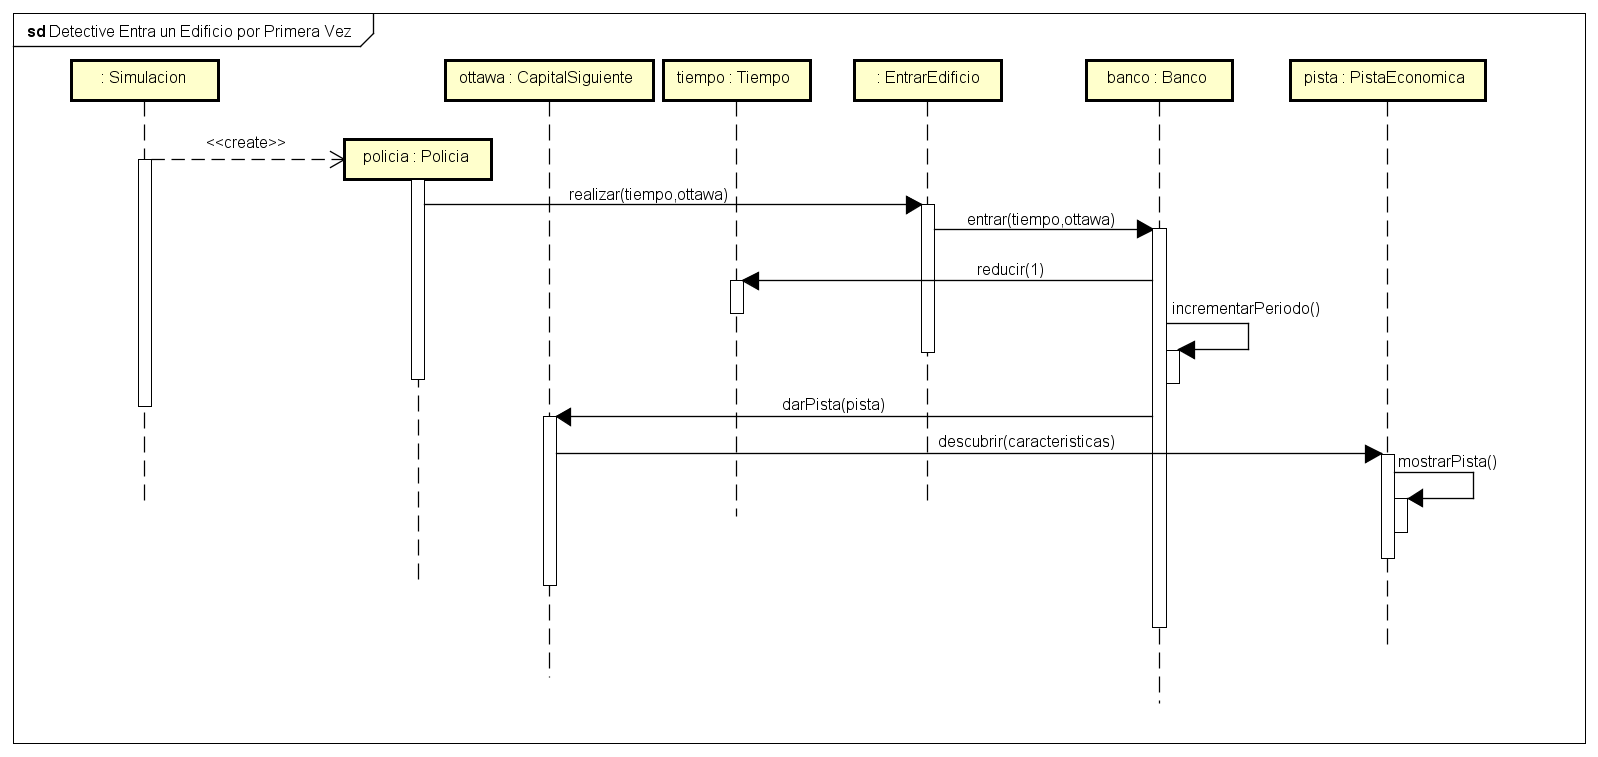 sd Detective Entra un Edificio por Primera Vez
: Simulacion
ottawa : CapitalSiguiente
tiempo : Tiempo
: EntrarEdificio
banco : Banco
pista : PistaEconomica
<<create>>
policia : Policia
realizar(tiempo,ottawa)
entrar(tiempo,ottawa)
reducir(1)
incrementarPeriodo()
darPista(pista)
descubrir(caracteristicas)
mostrarPista()